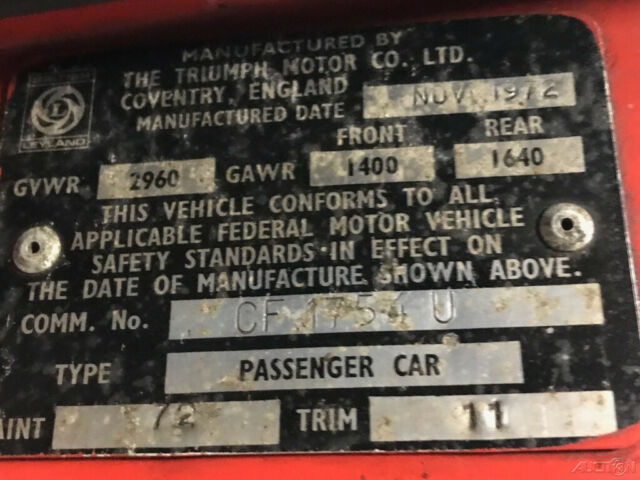 MANUFACTURED BY
THE TRIUMPH MOTOR CO. LTD.
COVENTRY, ENGLAND
MANUFACTURED DATE NOV 1972
L
LEYLAND
FRONT REAR
GVWR 2960 GAWR 1400 1640
THIS VEHICLE CONFORMS TO ALL
APPLICABLE FEDERAL MOTOR VEHICLE
SAFETY STANDARDS IN EFFECT ON
THE DATE OF MANUFACTURE SHOWN ABOVE.
COMM. No. CF 1754 U
TYPE PASSENGER CAR
AINT 72 TRIM 11